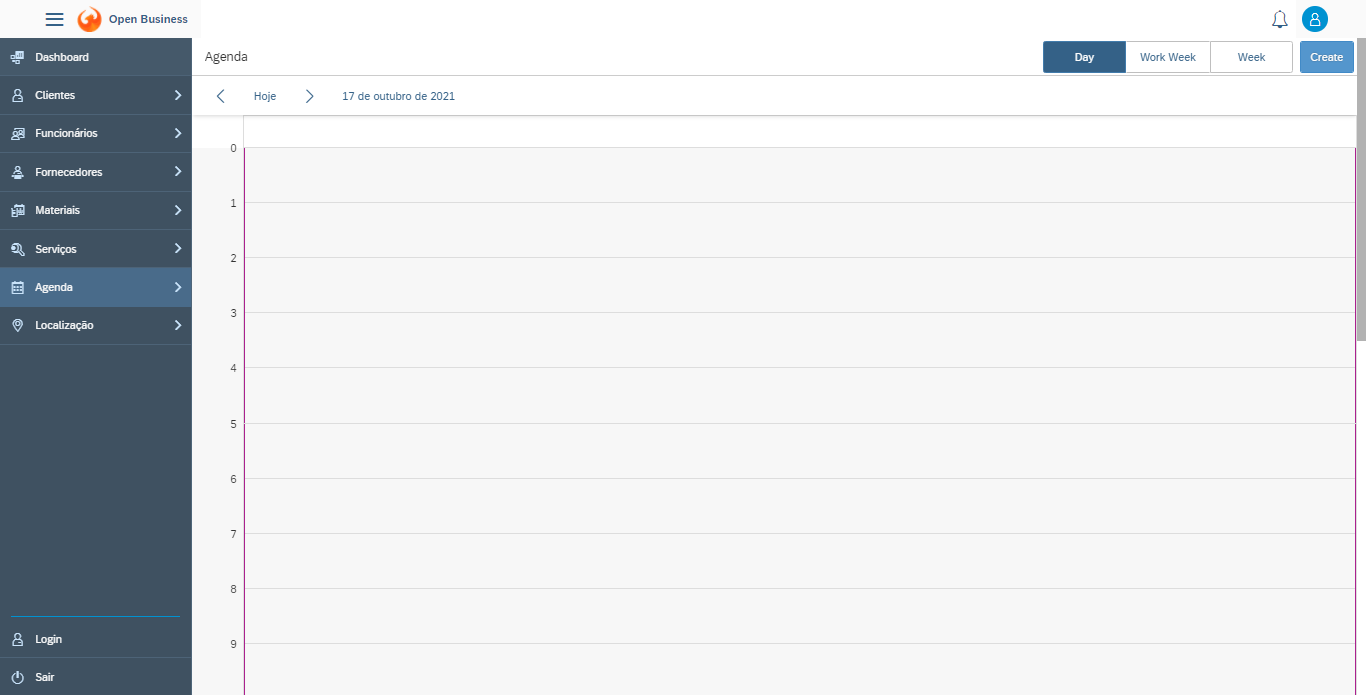 Open Business
Dashboard
Clientes
Funcionários
Fornecedores
Materiais
Serviços
Agenda
Localização
Login
Sair
Agenda
Day
Work Week
Week
Create
Hoje
17 de outubro de 2021
0
1
2
3
4
5
6
7
8
9